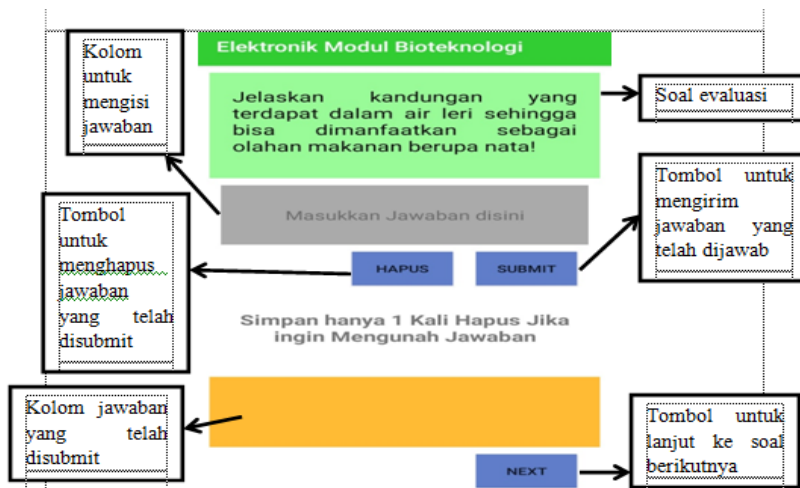 Kolom
untuk
mengisi
jawaban
Elektronik Modul Bioteknologi
Jelaskan kandungan yang
terdapat dalam air leri sehingga
bisa dimanfaatkan sebagai
olahan makanan berupa nata!
Soal evaluasi
Masukkan Jawaban disini
Tombol untuk
mengirim
jawaban yang
telah dijawab
Tombol
untuk
menghapus
jawaban
yang telah
disubmit
HAPUS
SUBMIT
Simpan hanya 1 Kali Hapus Jika
ingin Mengunah Jawaban
Kolom jawaban
yang telah
disubmit
Tombol untuk
lanjut ke soal
berikutnya
NEXT